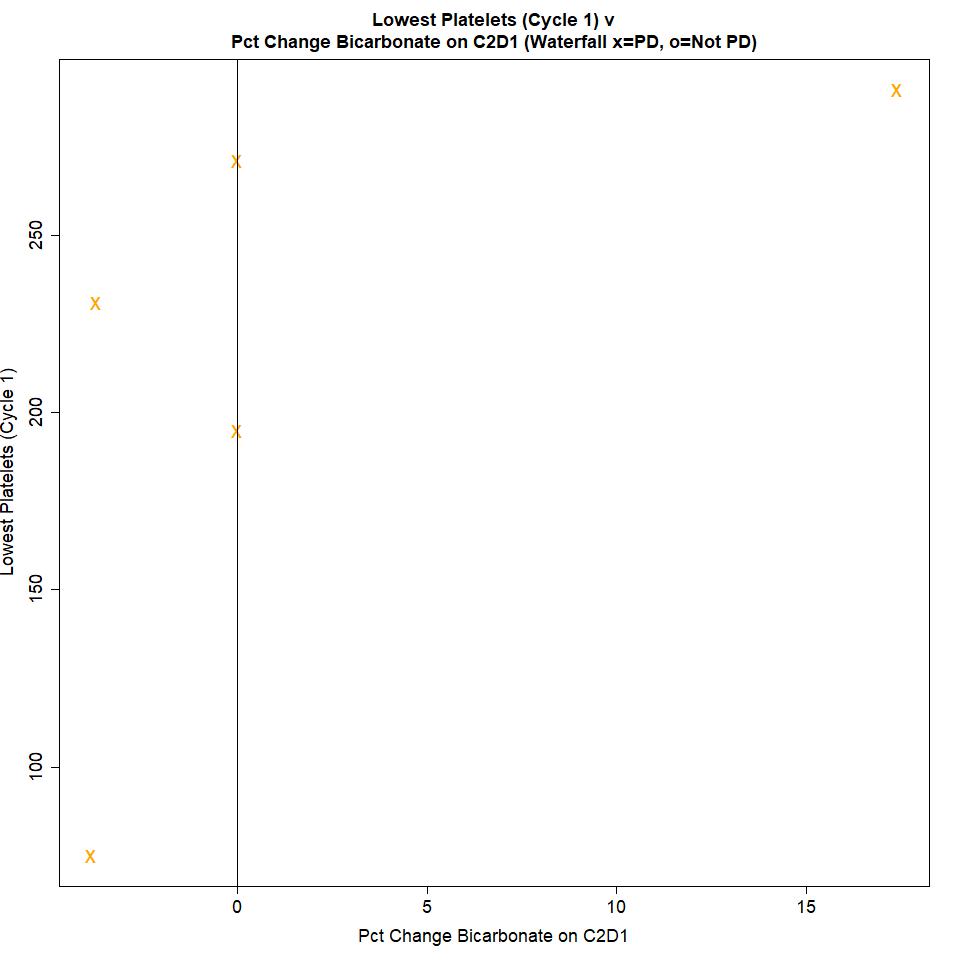 Lowest Platelets (Cycle 1) v
Pct Change Bicarbonate on C2D1 (Waterfall x=PD, o=Not PD)
X
X
250
X
Lowest Platelets (Cycle 1)
200
X
150
100
X
0 5 10 15
Pct Change Bicarbonate on C2D1